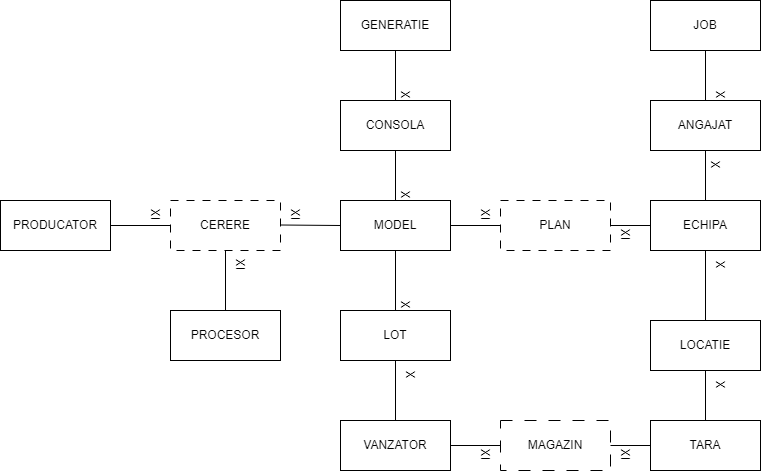 GENERATIE
JOB
x
x
CONSOLA
ANGAJAT
x
x
PRODUCATOR
x
CERERE
x
MODEL
x
PLAN
x
ECHIPA
x
x
x
PROCESOR
LOT
LOCATIE
x
x
VANZATOR
x
MAGAZIN
x
TARA